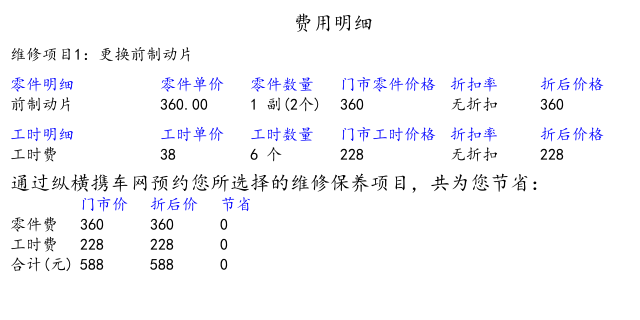 费用明细
维修项目1：更换前制动片
零件明细 零件单价 零件数量 门市零件价格 折扣率 折后价格
前制动片 360.00 1 副(2个) 360 无折扣 360
工时明细 工时单价 工时数量 门市工时价格 折扣率 折后价格
工时费 38 6 个 228 无折扣 228
通过纵横携车网预约您所选择的维修保养项目，共为您节省：
门市价 折后价 节省
零件费 360 360 0
工时费 228 228 0
合计(元) 588 588 0